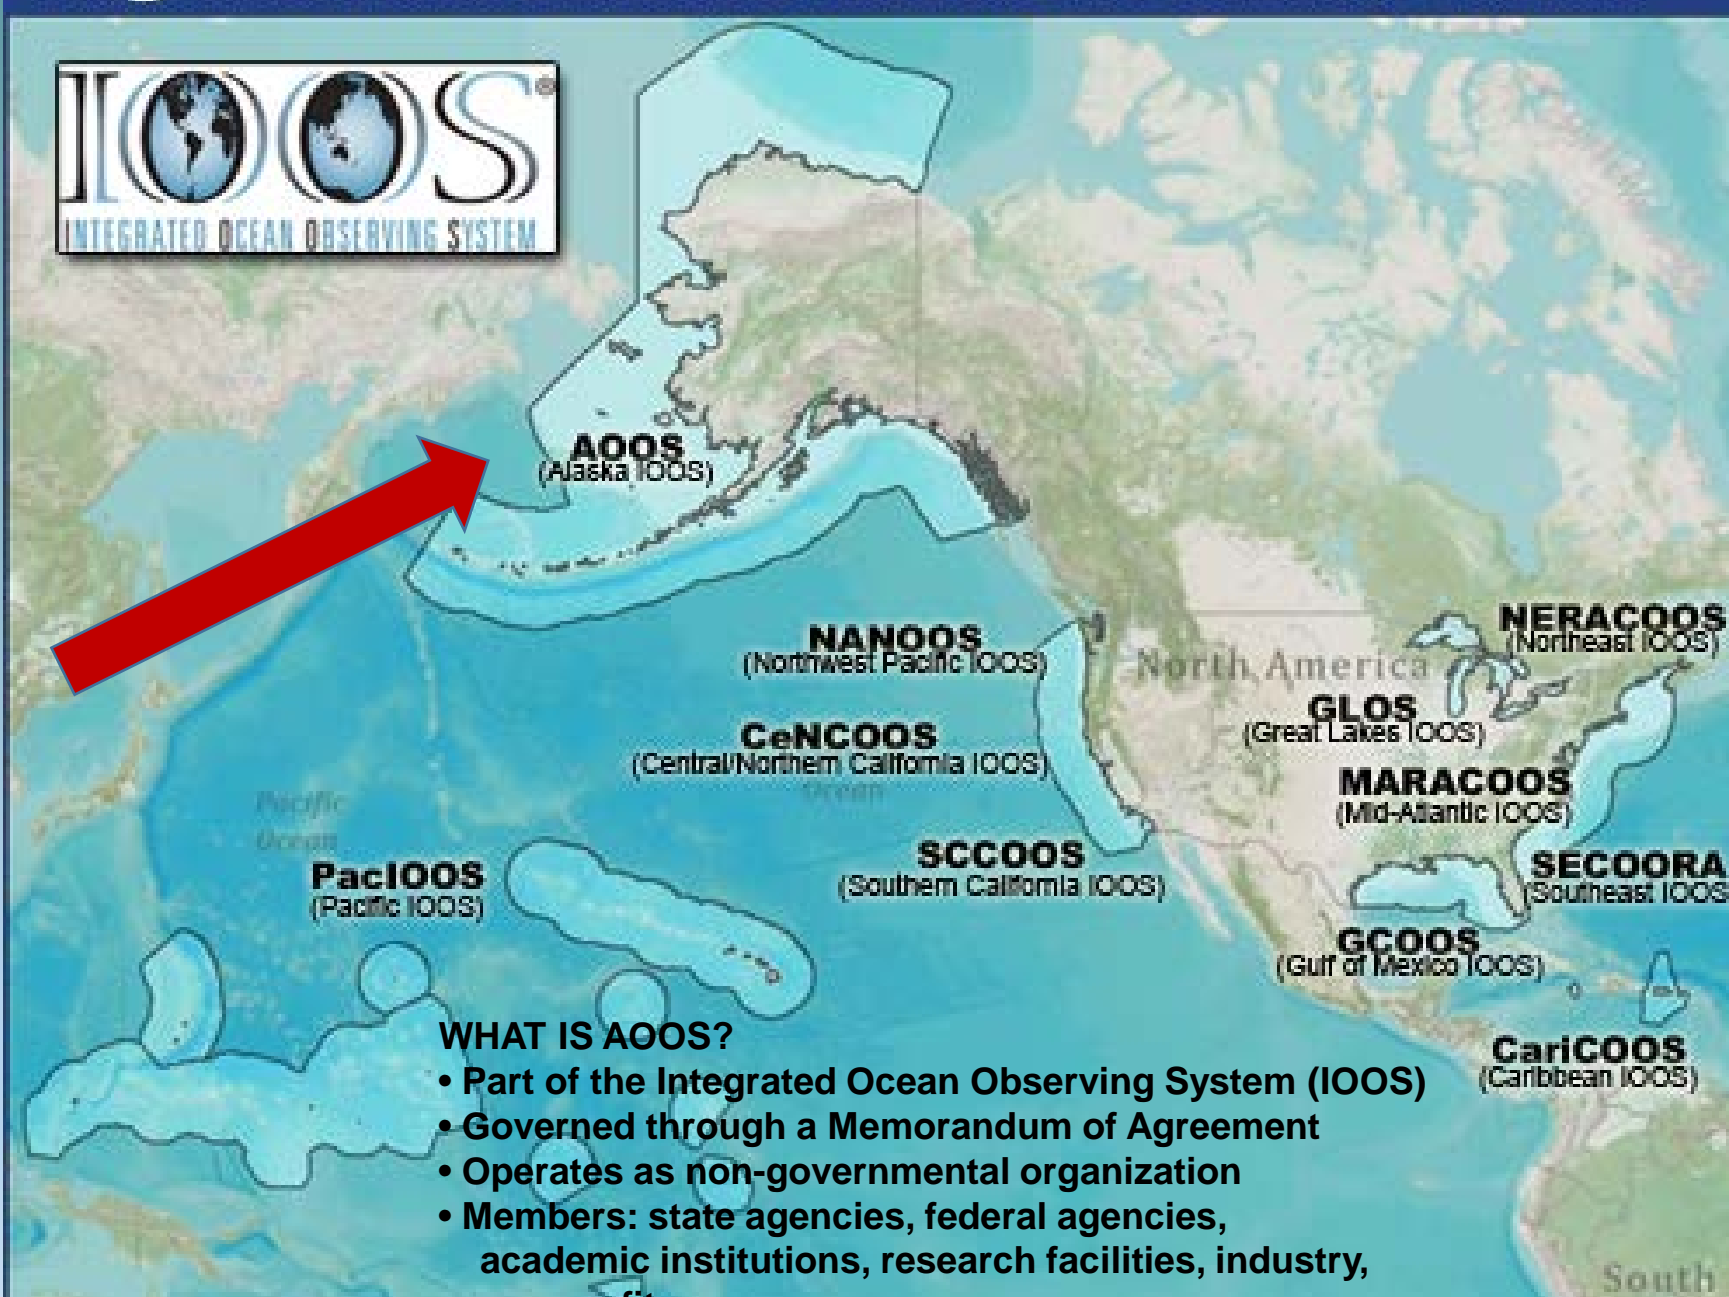 IOOS®
INTEGRATED OCEAN OBSERVING SYSTEM
AOOS
(Alaska IOOS)
NANOOS
(Northwest Pacific IOOS)
NERACOOS
(Northeast IOOS)
North America
GLOS
(Great Lakes IOOS)
CeNCOOS
(Central/Northern California IOOS)
Ocean
MARACOOS
(Mid-Atlantic IOOS)
Pacific
Ocean
SCCOOS
(Southern California IOOS)
PacIOOS
(Pacific IOOS)
SECOORA
(Southeast IOOS
GCOOS
(Gulf of Mexico IOOS)
CariCOOS
(Caribbean IOOS)
WHAT IS AOOS?
• Part of the Integrated Ocean Observing System (IOOS)
• Governed through a Memorandum of Agreement
• Operates as non-governmental organization
• Members: state agencies, federal agencies,
academic institutions, research facilities, industry,
South